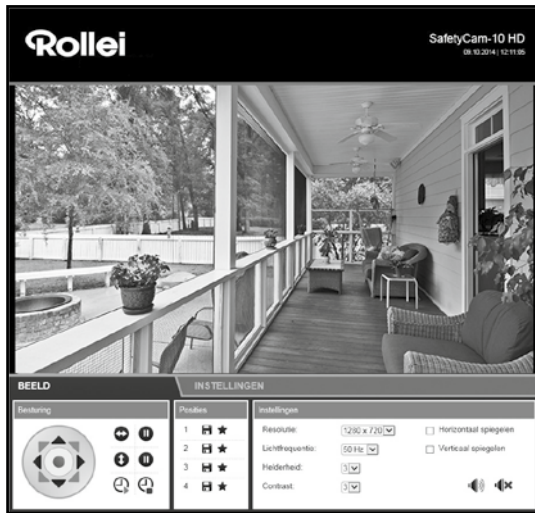 Rollei
SafetyCam-10 HD
09.10.2014 | 12:11:05
BEELD
INSTELLINGEN
Besturing
Posities
Instellingen
1
2
3
4
Resolutie: 1280 x 720
Horizontaal spiegelen
Lichtfrequentie: 50 Hz
Verticaal spiegelen
Helderheid: 3
Contrast: 3